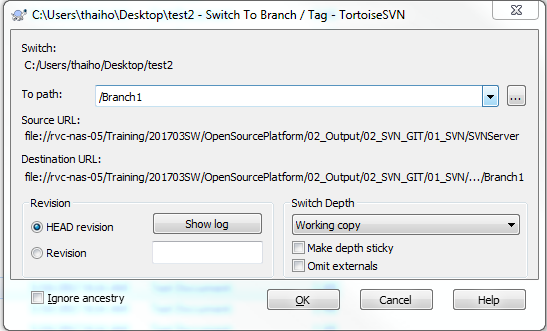 C:\Users\thaiho\Desktop\test2 - Switch To Branch / Tag - TortoiseSVN
Switch:
C:/Users/thaiho/Desktop/test2
To path:
/Branch1
...
Source URL:
file://rvc-nas-05/Training/201703SW/OpenSourcePlatform/02_Output/02_SVN_GIT/01_SVN/SVNServer
Destination URL:
file://rvc-nas-05/Training/201703SW/OpenSourcePlatform/02_Output/02_SVN_GIT/01_SVN/.../Branch1
Revision
HEAD revision
Show log
Revision
Switch Depth
Working copy
Make depth sticky
Omit externals
Ignore ancestry
OK
Cancel
Help